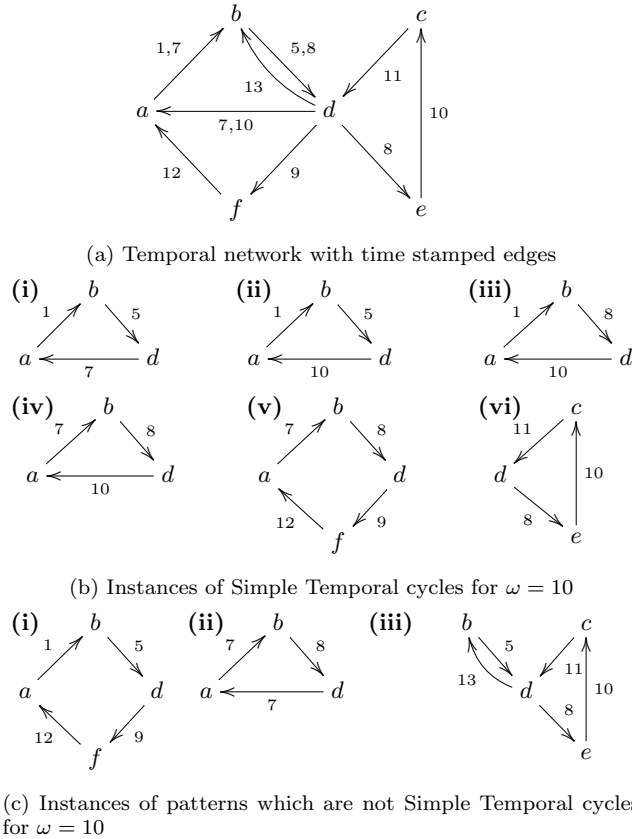 b
c
1,7
5,8
13
11
a
d
10
7,10
8
12
9
f
e
(a) Temporal network with time stamped edges
(i)
b
1
5
a
d
7
(ii)
b
1
5
a
d
10
(iii)
b
1
8
a
d
10
(iv)
b
7
8
a
d
10
(v)
b
7
8
a
d
12
9
f
(vi)
c
11
d
10
8
e
(b) Instances of Simple Temporal cycles for ω = 10
(i)
b
1
5
a
d
12
9
f
(ii)
b
7
8
a
d
7
(iii)
b
c
5
13
11
d
10
8
e
(c) Instances of patterns which are not Simple Temporal cycles
for ω = 10